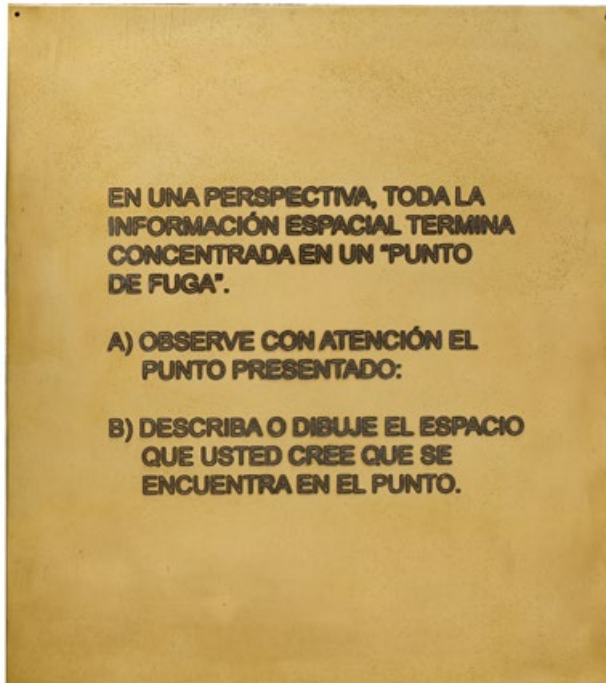 EN UNA PERSPECTIVA, TODA LA
INFORMACIÓN ESPACIAL TERMINA
CONCENTRADA EN UN "PUNTO
DE FUGA".
A) OBSERVE CON ATENCIÓN EL
PUNTO PRESENTADO:
B) DESCRIBA O DIBUJE EL ESPACIO
QUE USTED CREE QUE SE
ENCUENTRA EN EL PUNTO.